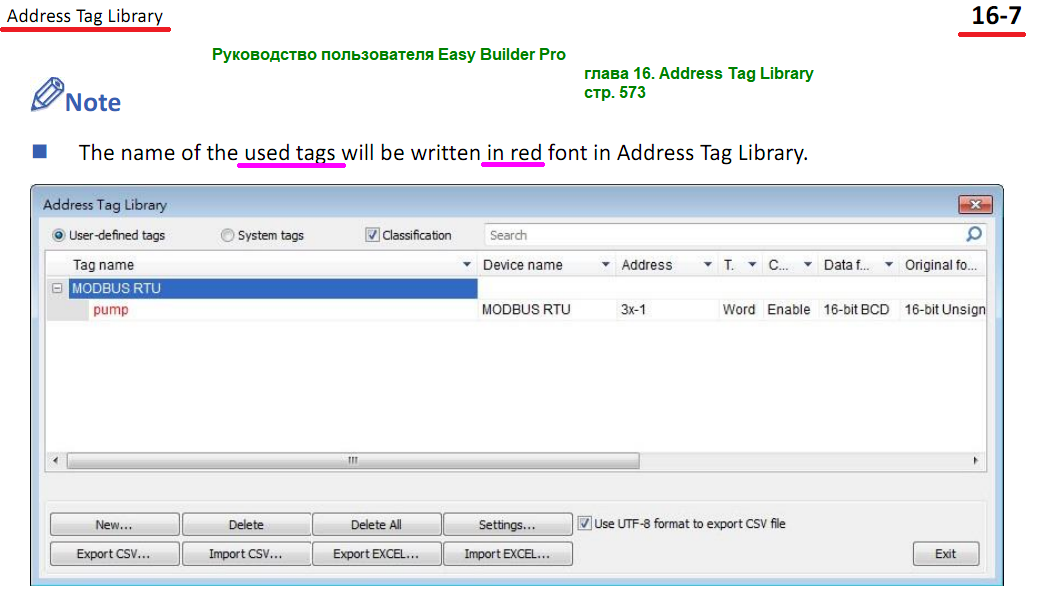 Address Tag Library
16-7
Руководство пользователя Easy Builder Pro
глава 16. Address Tag Library
стр. 573
Note
The name of the used tags will be written in red font in Address Tag Library.
Address Tag Library
User-defined tags System tags Classification Search
Tag name Device name Address T. C... Data f... Original fo...
MODBUS RTU
pump MODBUS RTU 3x-1 Word Enable 16-bit BCD 16-bit Unsign
New... Delete Delete All Settings... Use UTF-8 format to export CSV file
Export CSV... Import CSV... Export EXCEL... Import EXCEL... Exit